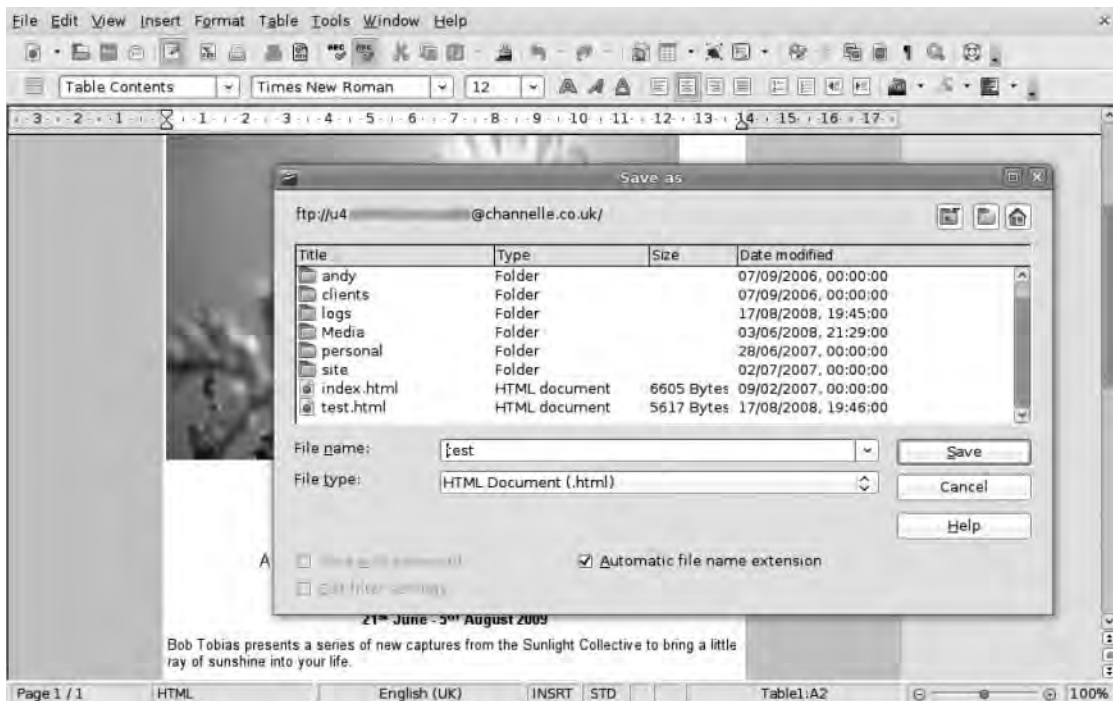 File Edit View Insert Format Table Tools Window Help
Table Contents Times New Roman 12
3 2 1 1 2 3 4 5 6 7 8 9 10 11 12 13 14 15 16 17
Save as
ftp://u4 @channelle.co.uk/
Title Type Size Date modified
andy Folder 07/09/2006, 00:00:00
clients Folder 07/09/2006, 00:00:00
logs Folder 17/08/2008, 19:45:00
Media Folder 03/06/2008, 21:29:00
personal Folder 28/06/2007, 00:00:00
site Folder 02/07/2007, 00:00:00
index.html HTML document 6605 Bytes 09/02/2007, 00:00:00
test.html HTML document 5617 Bytes 17/08/2008, 19:46:00
File name: test Save
File type: HTML Document (.html) Cancel
Help
A
Automatic file name extension
Edit filter settings
21st June - 5th August 2009
Bob Tobias presents a series of new captures from the Sunlight Collective to bring a little
ray of sunshine into your life.
Page 1 / 1 HTML English (UK) INSRT STD Table1:A2 100%